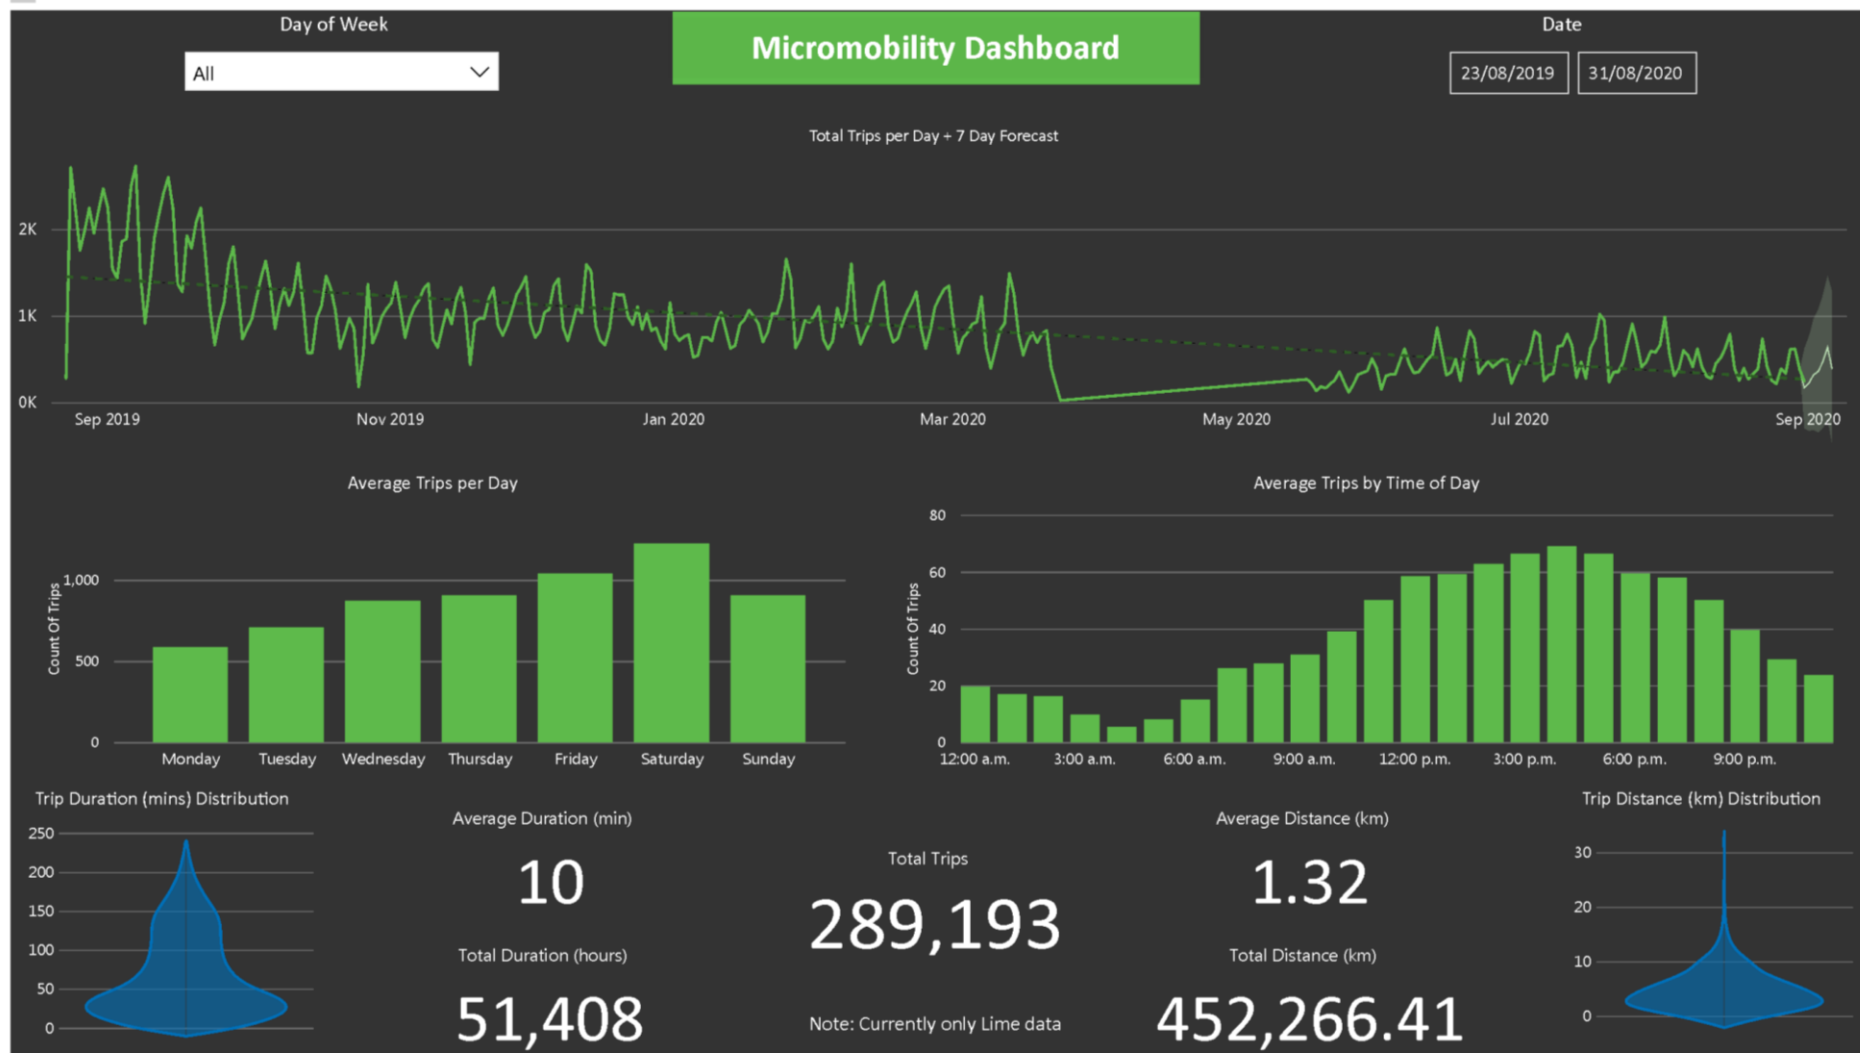 Day of Week
Micromobility Dashboard
Date
All
23/08/2019
31/08/2020
Total Trips per Day + 7 Day Forecast
2K
1K
0K
Sep 2019 Nov 2019 Jan 2020 Mar 2020 May 2020 Jul 2020 Sep 2020
Average Trips per Day
Count Of Trips
1,000
500
0
Monday Tuesday Wednesday Thursday Friday Saturday Sunday
Average Trips by Time of Day
Count Of Trips
80
60
40
20
0
12:00 a.m. 3:00 a.m. 6:00 a.m. 9:00 a.m. 12:00 p.m. 3:00 p.m. 6:00 p.m. 9:00 p.m.
Trip Duration (mins) Distribution
250
200
150
100
50
0
Average Duration (min)
10
Total Duration (hours)
51,408
Total Trips
289,193
Note: Currently only Lime data
Average Distance (km)
1.32
Total Distance (km)
452,266.41
Trip Distance (km) Distribution
30
20
10
0